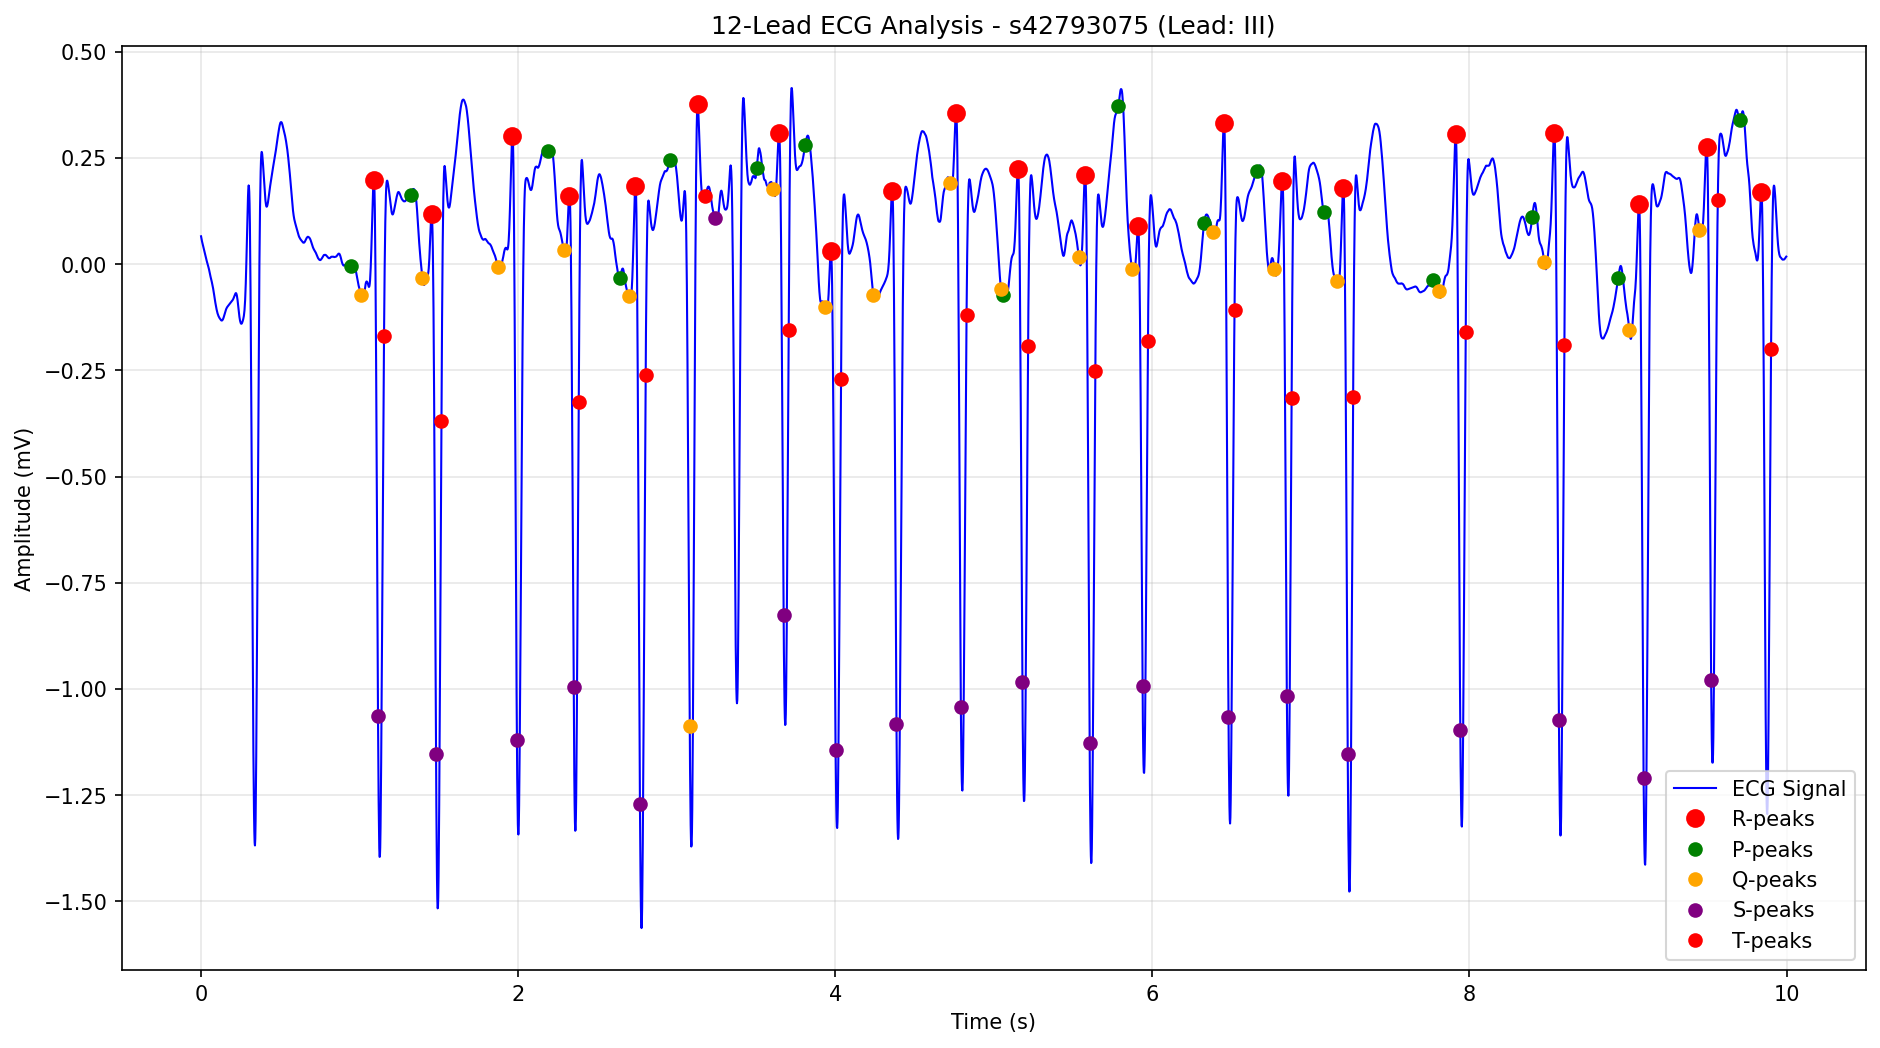 12-Lead ECG Analysis - s42793075 (Lead: III)
Amplitude (mV)
0.50
0.25
0.00
−0.25
−0.50
−0.75
−1.00
−1.25
−1.50
ECG Signal
R-peaks
P-peaks
Q-peaks
S-peaks
T-peaks
0 2 4 6 8 10
Time (s)